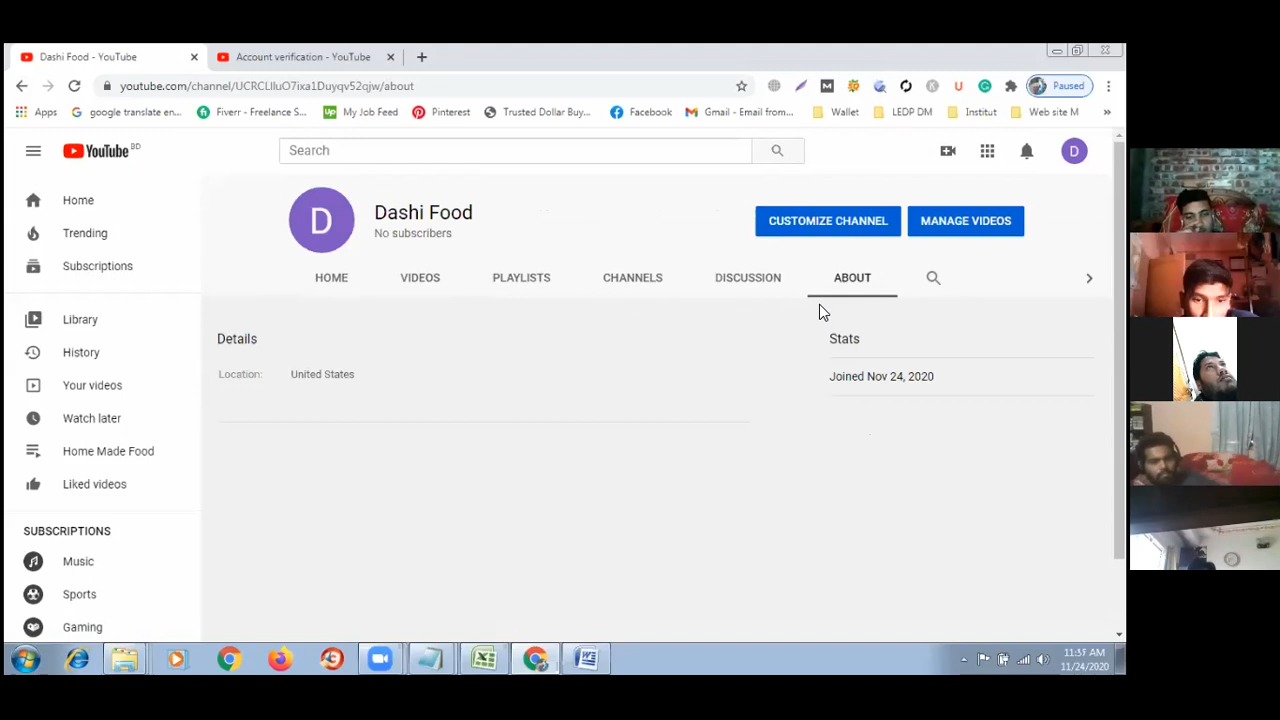 Dashi Food - YouTube
Account verification - YouTube
youtube.com/channel/UCRCLlluO7ixa1Duyqv52qjw/about
Paused
Apps
google translate en...
Fiverr - Freelance S...
My Job Feed
Pinterest
Trusted Dollar Buy...
Facebook
Gmail - Email from...
Wallet
LEDP DM
Institut
Web site M
YouTube BD
Search
D
Home
Trending
Subscriptions
Library
History
Your videos
Watch later
Home Made Food
Liked videos
SUBSCRIPTIONS
Music
Sports
Gaming
D
Dashi Food
No subscribers
CUSTOMIZE CHANNEL
MANAGE VIDEOS
HOME VIDEOS PLAYLISTS CHANNELS DISCUSSION ABOUT
Details
Location: United States
Stats
Joined Nov 24, 2020
AM
11/24/2020